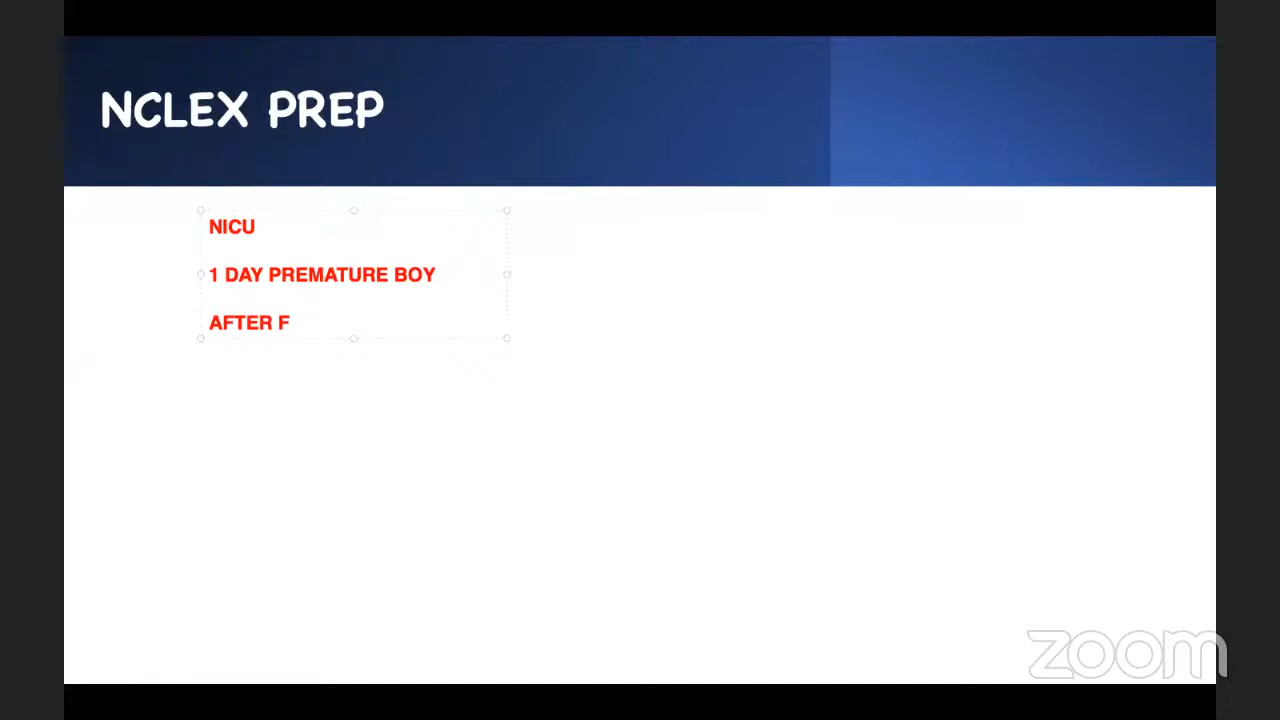 NCLEX PREP
NICU
1 DAY PREMATURE BOY
AFTER F
zoom